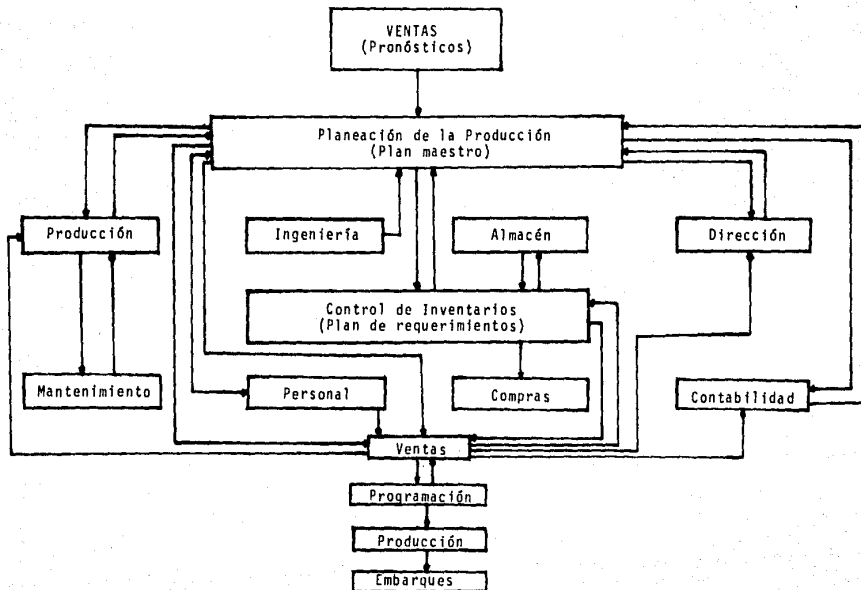 VENTAS
(Pronósticos)
Planeación de la Producción
(Plan maestro)
Producción
Ingeniería
Almacén
Dirección
Control de Inventarios
(Plan de requerimientos)
Mantenimiento
Personal
Compras
Contabilidad
Ventas
Programación
Producción
Embarques